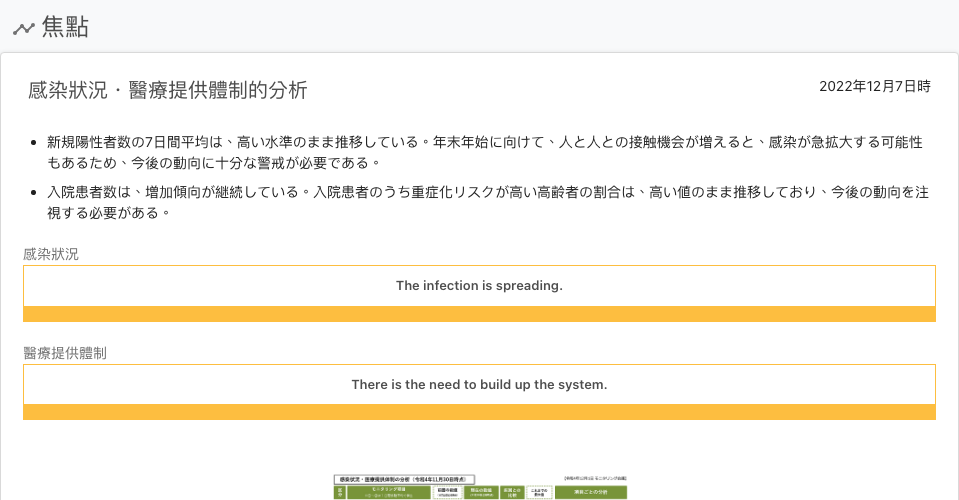 焦點
感染狀況・醫療提供體制的分析
2022年12月7日時
新規陽性者数の7日間平均は、高い水準のまま推移している。年末年始に向けて、人と人との接触機会が増えると、感染が急拡大する可能性
もあるため、今後の動向に十分な警戒が必要である。
入院患者数は、増加傾向が継続している。入院患者のうち重症化リスクが高い高齢者の割合は、高い値のまま推移しており、今後の動向を注
視する必要がある。
感染狀況
The infection is spreading.
醫療提供體制
There is the need to build up the system.
感染状況・医療提供体制の分析（令和4年11月30日時点）